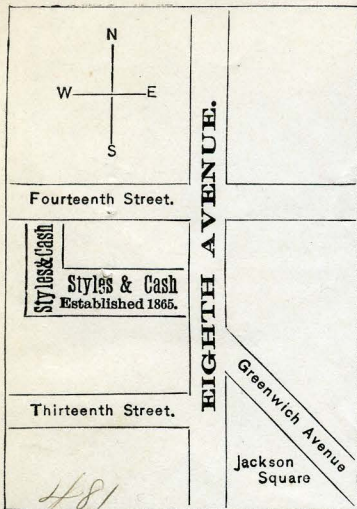 N
W E
S
EIGHTH AVENUE.
Fourteenth Street.
Styles&Cash
Styles & Cash
Established 1865.
Greenwich Avenue
Thirteenth Street.
Jackson
Square
481